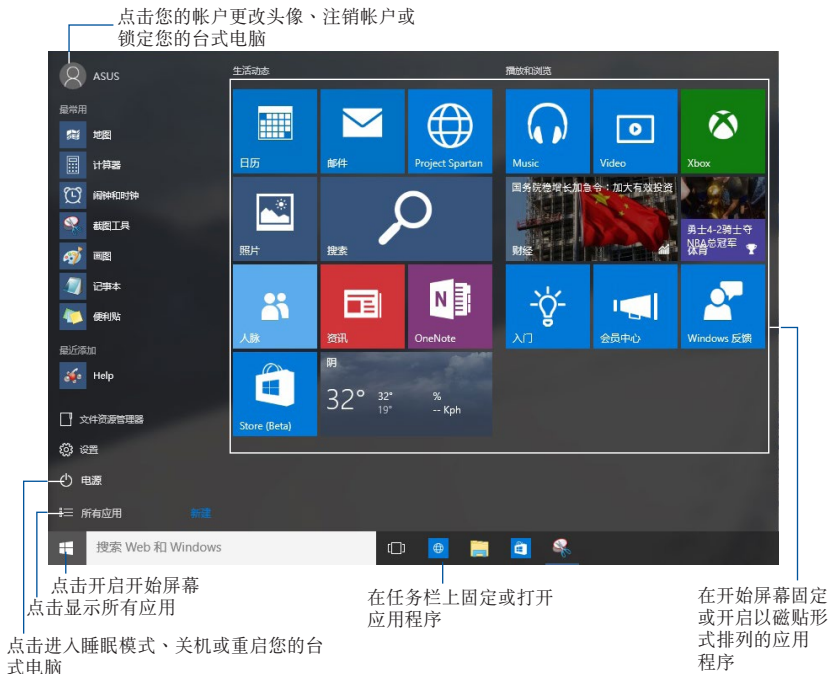 点击您的帐户更改头像、注销帐户或
锁定您的台式电脑
ASUS
最常用
地图
计算器
闹钟和时钟
截图工具
画图
记事本
便利贴
最近添加
Help
文件资源管理器
设置
电源
所有应用
新建
生活动态
日历
邮件
Project Spartan
照片
搜索
人脉
资讯
OneNote
Store (Beta)
阴
32°
32°
19°
%
-- Kph
播放和浏览
Music
Video
Xbox
国务院稳增长加急令：加大有效投资
财经
勇士4-2骑士夺
NBA总冠军
体育
入门
会员中心
Windows 反馈
搜索 Web 和 Windows
点击开启开始屏幕
点击显示所有应用
点击进入睡眠模式、关机或重启您的台
式电脑
在任务栏上固定或打开
应用程序
在开始屏幕固定
或开启以磁贴形
式排列的应用
程序